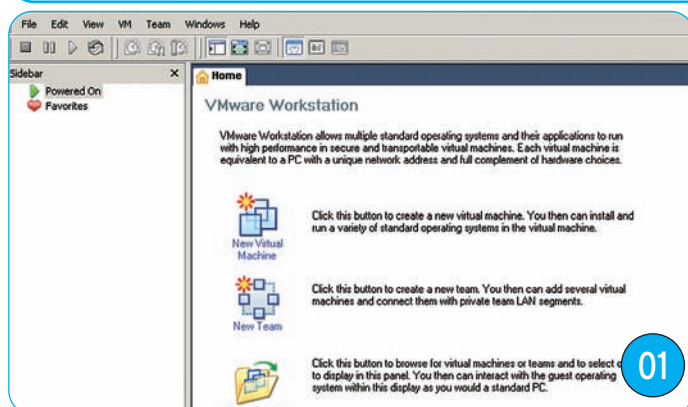 File Edit View VM Team Windows Help
Sidebar ×
Powered On
Favorites
Home
VMware Workstation
VMware Workstation allows multiple standard operating systems and their applications to run
with high performance in secure and transportable virtual machines. Each virtual machine is
equivalent to a PC with a unique network address and full complement of hardware choices.
New Virtual
Machine
Click this button to create a new virtual machine. You then can install and
run a variety of standard operating systems in the virtual machine.
New Team
Click this button to create a new team. You then can add several virtual
machines and connect them with private team LAN segments.
Click this button to browse for virtual machines or teams and to select
to display in this panel. You then can interact with the guest operating
system within this display as you would a standard PC.
01